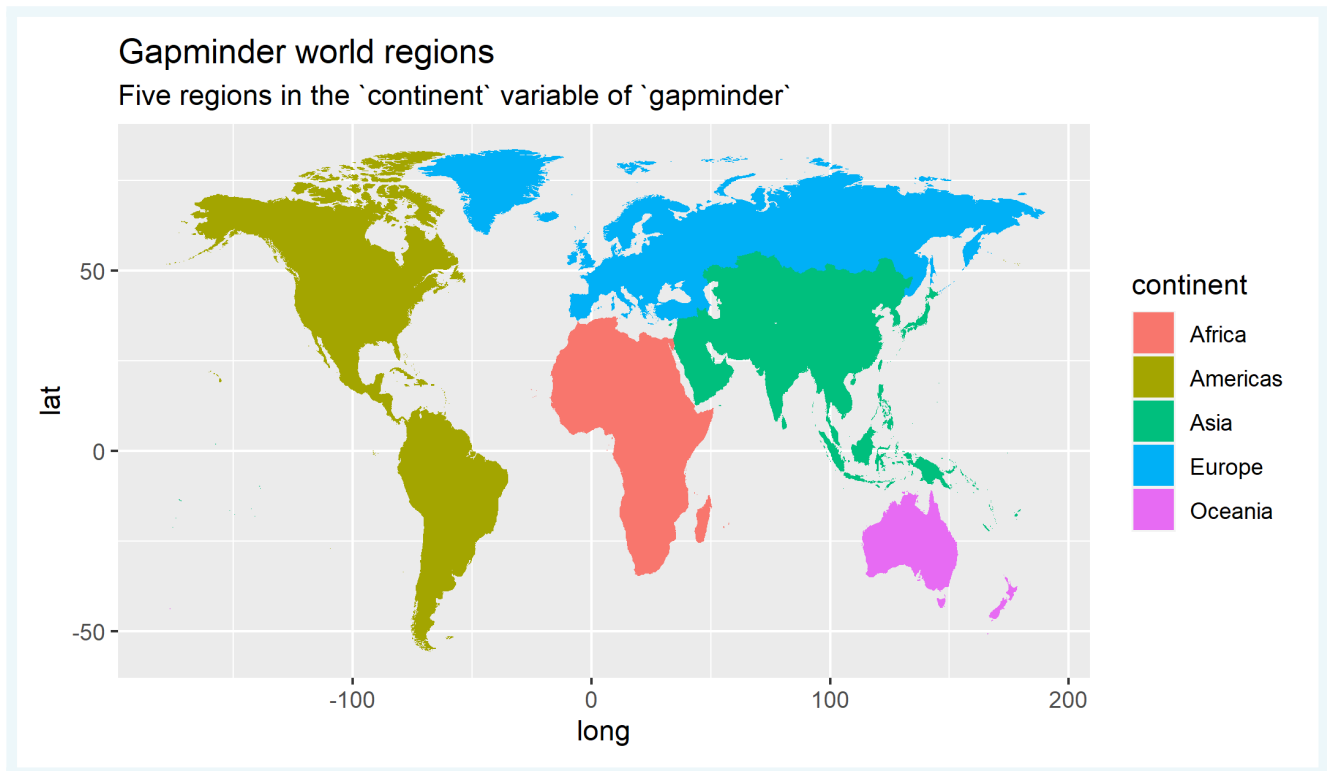 Gapminder world regions
Five regions in the `continent` variable of `gapminder`
lat
50
0
-50
-100
0
100
200
long
continent
Africa
Americas
Asia
Europe
Oceania